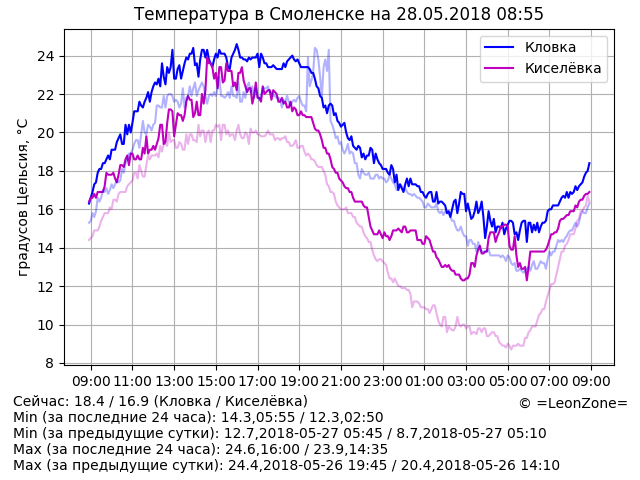 Температура в Смоленске на 28.05.2018 08:55
Кловка
Киселёвка
градусов Цельсия, °C
24
22
20
18
16
14
12
10
8
09:00 11:00 13:00 15:00 17:00 19:00 21:00 23:00 01:00 03:00 05:00 07:00 09:00
Сейчас: 18.4 / 16.9 (Кловка / Киселёвка)
© =LeonZone=
Min (за последние 24 часа): 14.3,05:55 / 12.3,02:50
Min (за предыдущие сутки): 12.7,2018-05-27 05:45 / 8.7,2018-05-27 05:10
Max (за последние 24 часа): 24.6,16:00 / 23.9,14:35
Max (за предыдущие сутки): 24.4,2018-05-26 19:45 / 20.4,2018-05-26 14:10